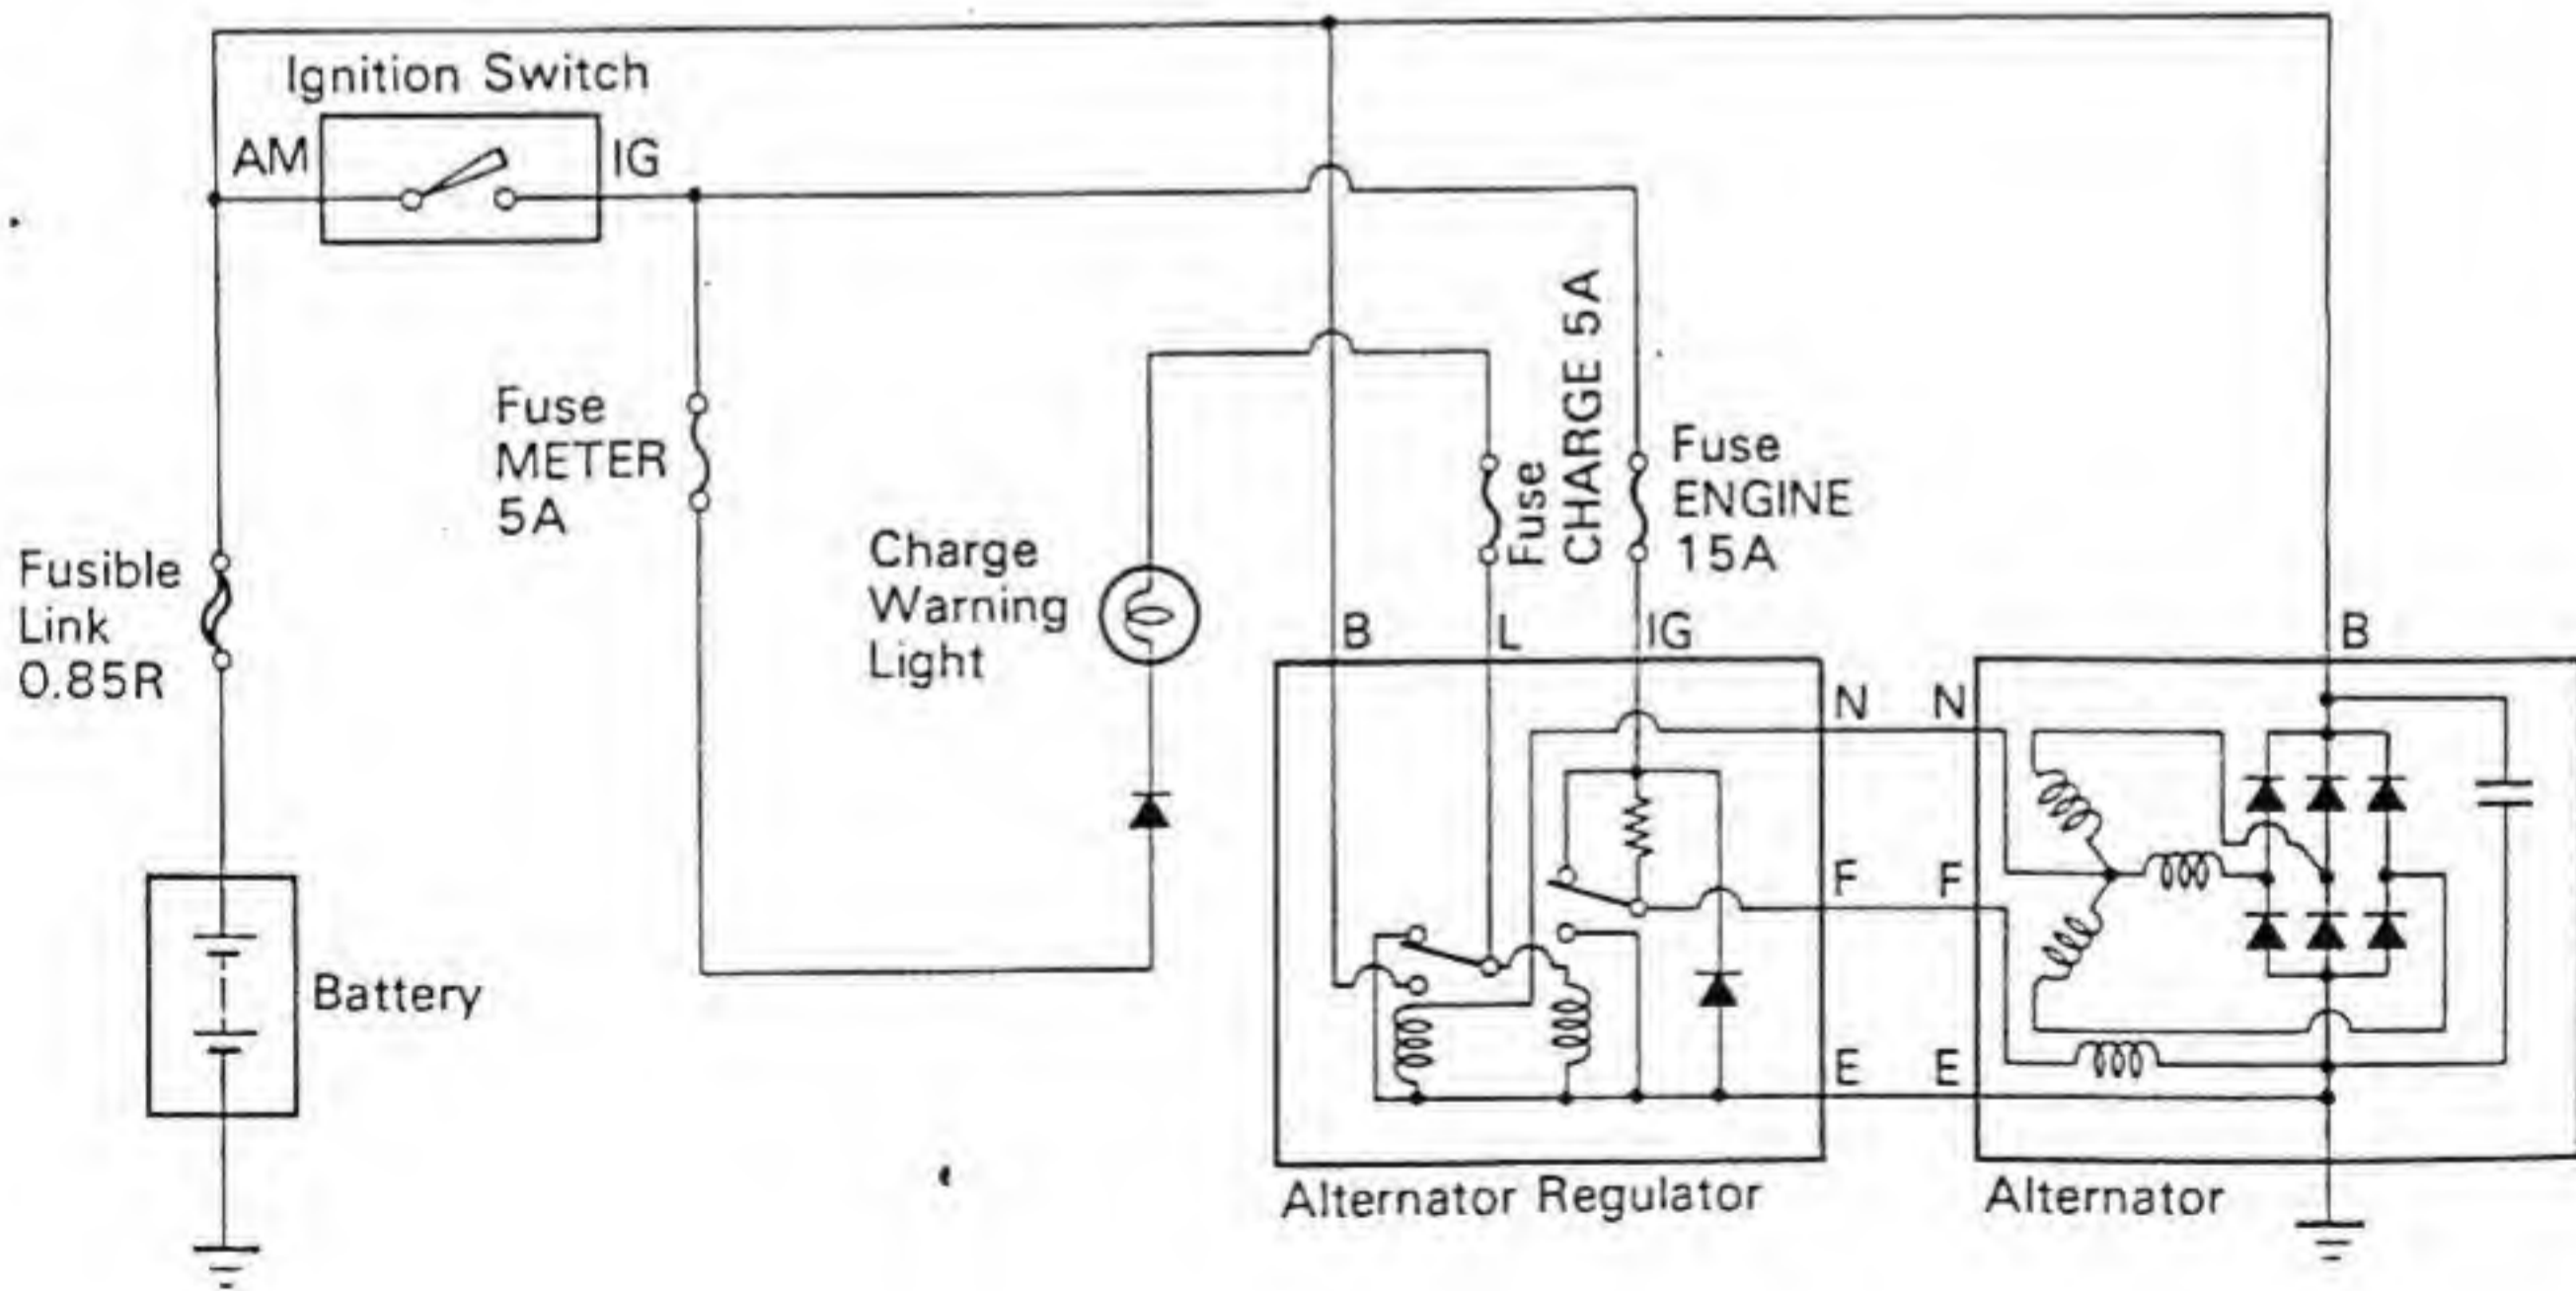 Ignition Switch
AM
IG
Fuse
METER
5A
Fuse
CHARGE 5A
Fuse
ENGINE
15A
Charge
Warning
Light
Fusible
Link
0.85R
B
L
IG
B
N
N
F
F
E
E
Battery
Alternator Regulator
Alternator